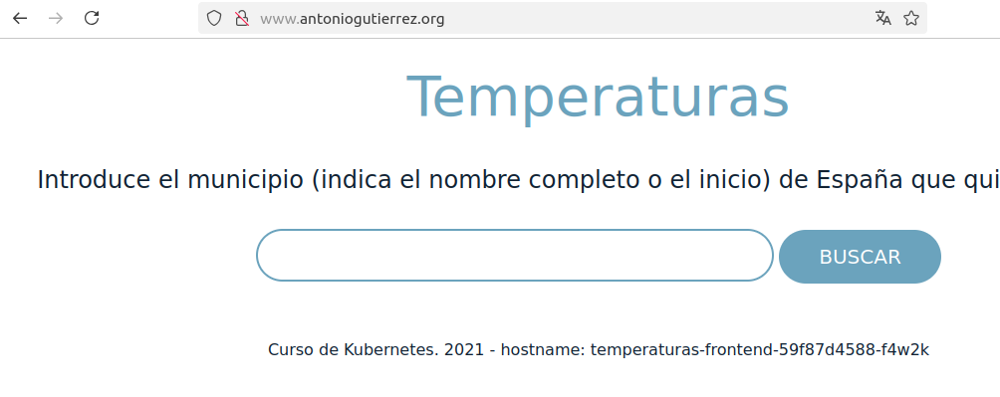 www.antoniogutierrez.org
Temperaturas
Introduce el municipio (indica el nombre completo o el inicio) de España que qui
BUSCAR
Curso de Kubernetes. 2021 - hostname: temperaturas-frontend-59f87d4588-f4w2k